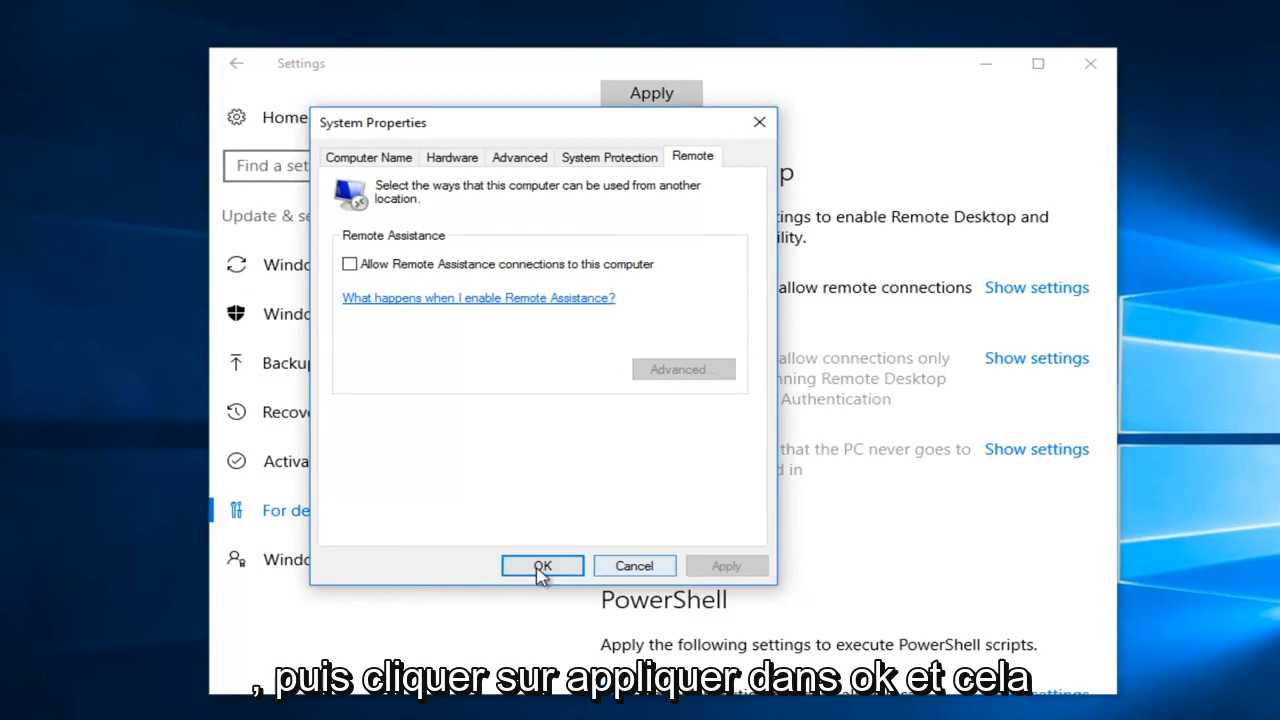 Settings
Apply
Home
Find a set
Update & se
Windo
Windo
Backup
Recov
Activa
For de
Windo
System Properties
Computer Name
Hardware
Advanced
System Protection
Remote
Select the ways that this computer can be used from another
location.
Remote Assistance
Allow Remote Assistance connections to this computer
What happens when I enable Remote Assistance?
Advanced...
OK
Cancel
Apply
p
tings to enable Remote Desktop and
ility.
allow remote connections
Show settings
allow connections only
nning Remote Desktop
Authentication
Show settings
that the PC never goes to
d in
Show settings
PowerShell
Apply the following settings to execute PowerShell scripts.
, puis cliquer sur appliquer dans ok et cela